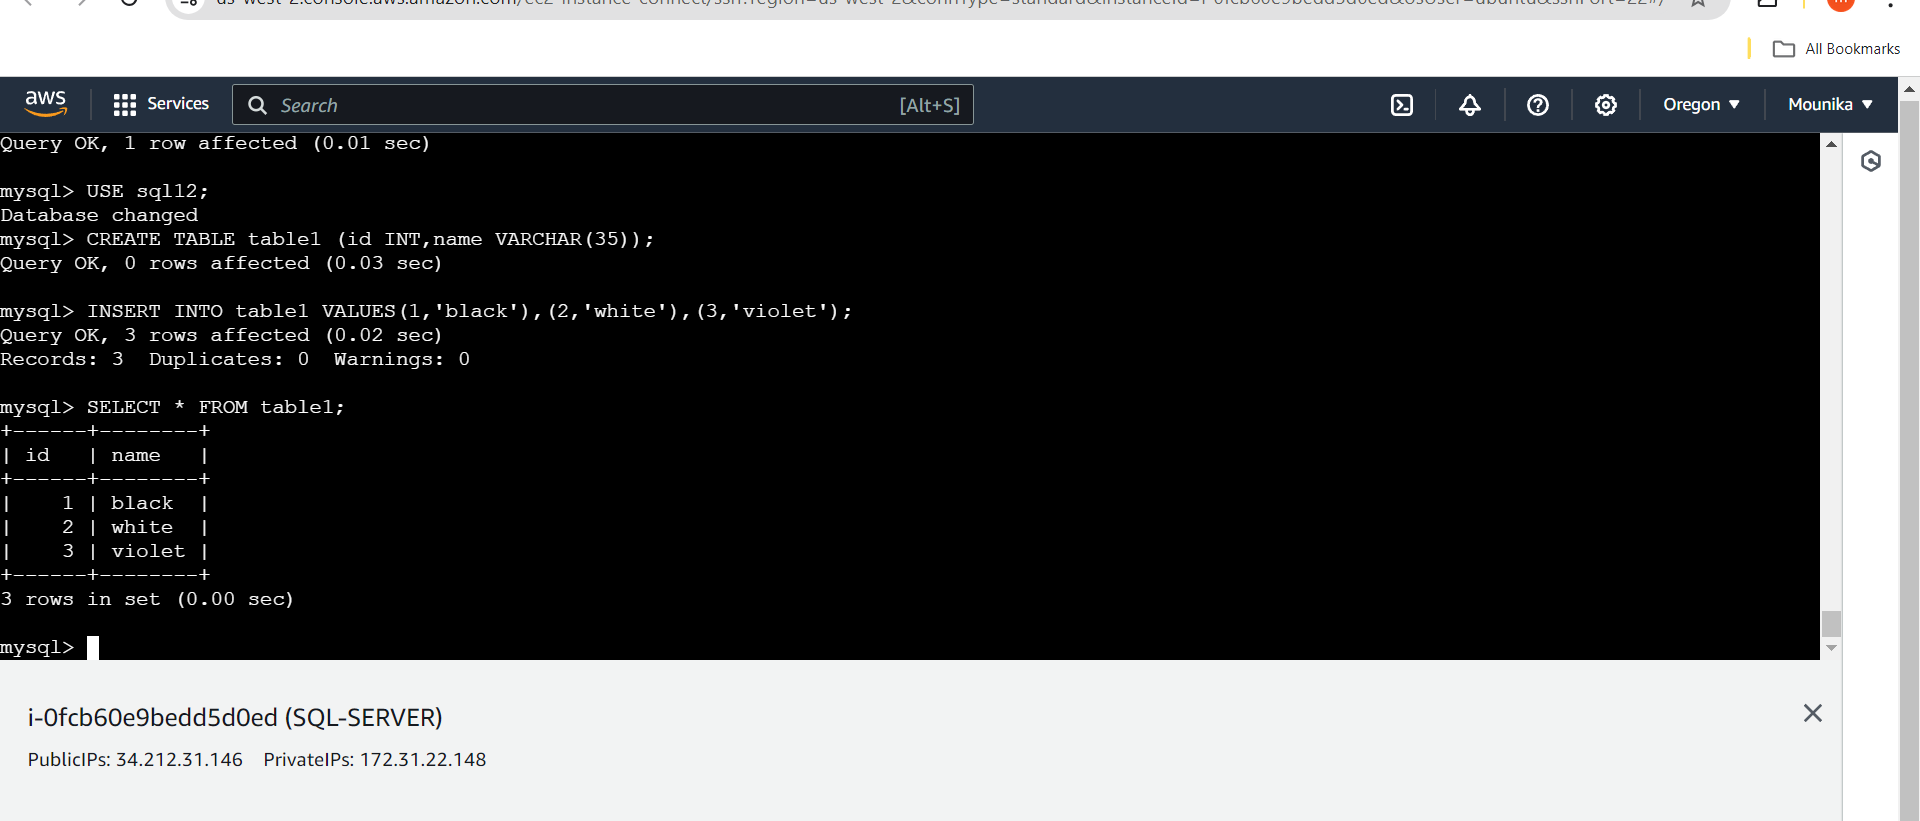 All Bookmarks
aws
Services
Search
[Alt+S]
Oregon
Mounika
Query OK, 1 row affected (0.01 sec)
mysql> USE sql12;
Database changed
mysql> CREATE TABLE table1 (id INT,name VARCHAR(35));
Query OK, 0 rows affected (0.03 sec)
mysql> INSERT INTO table1 VALUES(1,'black'),(2,'white'),(3,'violet');
Query OK, 3 rows affected (0.02 sec)
Records: 3  Duplicates: 0  Warnings: 0
mysql> SELECT * FROM table1;
+------+--------+
| id   | name   |
+------+--------+
|    1 | black  |
|    2 | white  |
|    3 | violet |
+------+--------+
3 rows in set (0.00 sec)
mysql>
i-0fcb60e9bedd5d0ed (SQL-SERVER)
PublicIPs: 34.212.31.146    PrivateIPs: 172.31.22.148